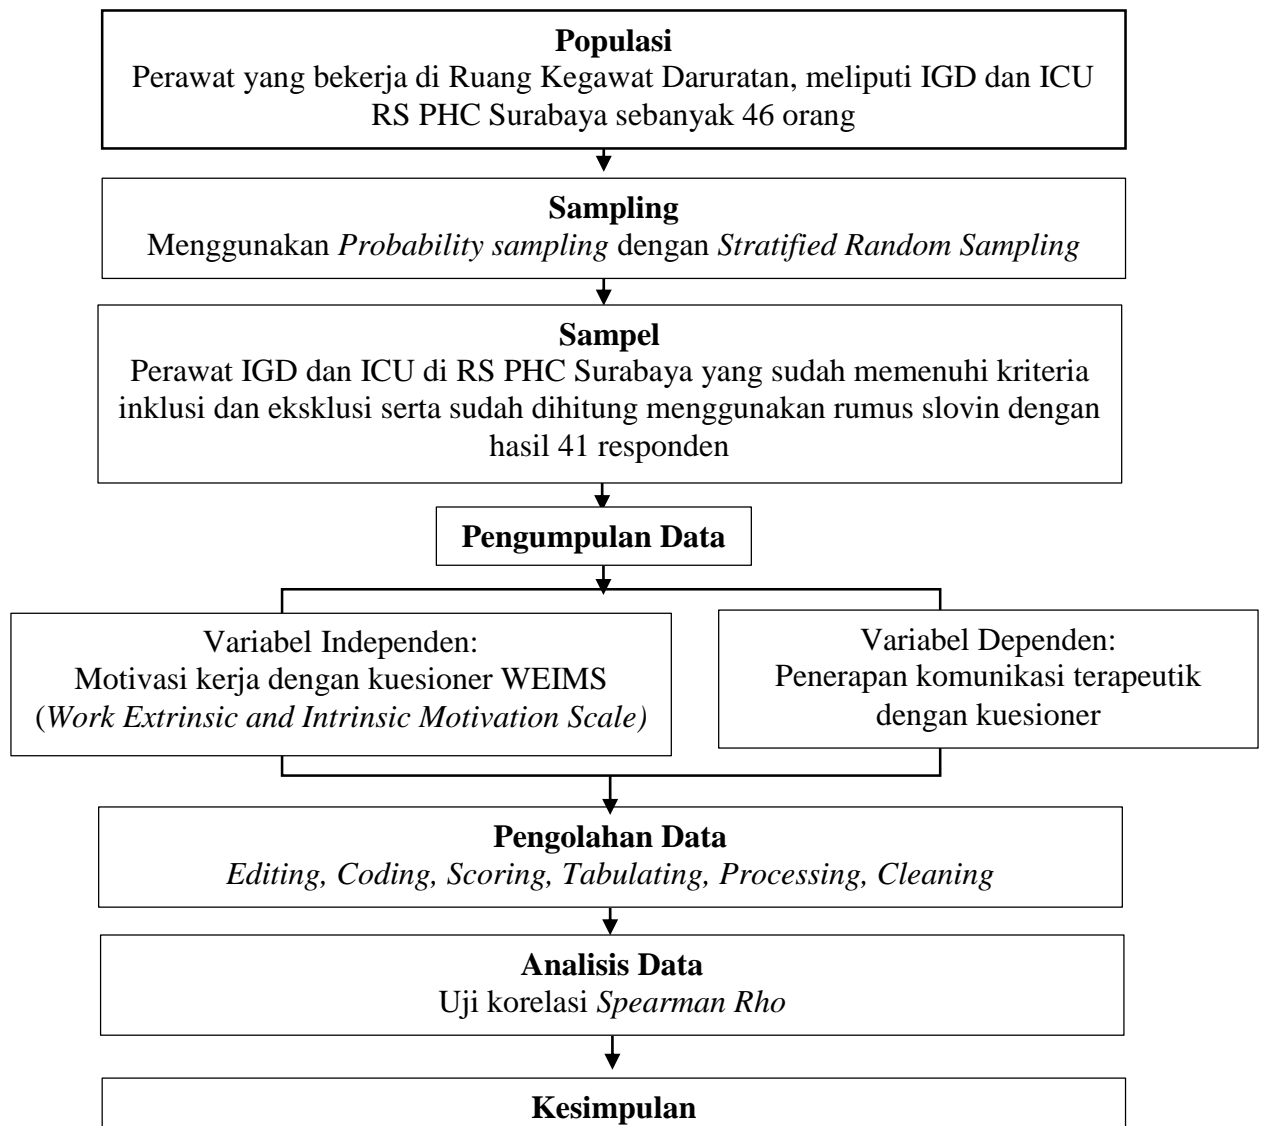 Populasi
Perawat yang bekerja di Ruang Kegawat Daruratan, meliputi IGD dan ICU
RS PHC Surabaya sebanyak 46 orang
Sampling
Menggunakan Probability sampling dengan Stratified Random Sampling
Sampel
Perawat IGD dan ICU di RS PHC Surabaya yang sudah memenuhi kriteria
inklusi dan eksklusi serta sudah dihitung menggunakan rumus slovin dengan
hasil 41 responden
Pengumpulan Data
Variabel Independen:
Motivasi kerja dengan kuesioner WEIMS
(Work Extrinsic and Intrinsic Motivation Scale)
Variabel Dependen:
Penerapan komunikasi terapeutik
dengan kuesioner
Pengolahan Data
Editing, Coding, Scoring, Tabulating, Processing, Cleaning
Analisis Data
Uji korelasi Spearman Rho
Kesimpulan